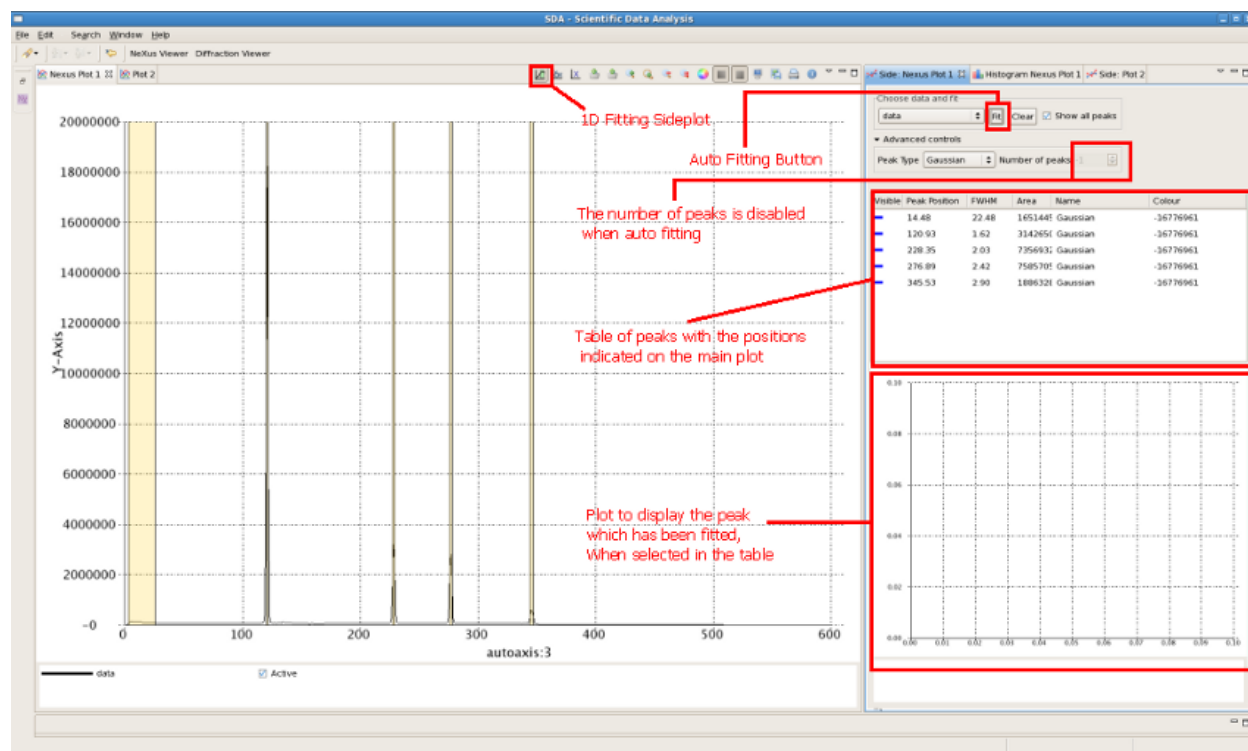 SDA - Scientific Data Analysis
File Edit Search Window Help
NeXus Viewer Diffraction Viewer
Nexus Plot 1 Plot 2
Side: Nexus Plot 1 Histogram Nexus Plot 1 Side: Plot 2
1D Fitting Sideplot
Choose data and fit
data Fit Clear Show all peaks
Auto Fitting Button
Advanced controls
Peak Type Gaussian Number of peaks -1
The number of peaks is disabled
when auto fitting
Visible Peak Position FWHM Area Name Colour
14.48 22.48 Gaussian -16776961
120.93 1.62 Gaussian -16776961
228.35 2.03 Gaussian -16776961
276.89 2.42 Gaussian -16776961
345.53 2.90 Gaussian -16776961
Table of peaks with the positions
indicated on the main plot
Plot to display the peak
which has been fitted,
When selected in the table
Y-Axis
20000000
18000000
16000000
14000000
12000000
10000000
8000000
6000000
4000000
2000000
-0
0 100 200 300 400 500 600
autoaxis:3
data Active
0.10
0.08
0.06
0.04
0.02
0.00
0.00 0.01 0.02 0.03 0.04 0.05 0.06 0.07 0.08 0.09 0.10